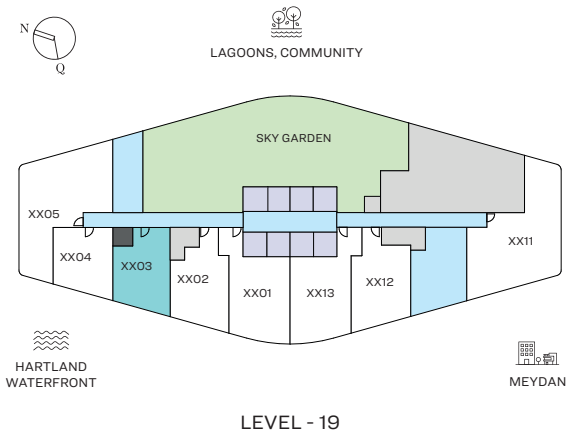 N
Q
LAGOONS, COMMUNITY
SKY GARDEN
XX05
XX04
XX03
XX02
XX01
XX13
XX12
XX11
HARTLAND
WATERFRONT
MEYDAN
LEVEL - 19